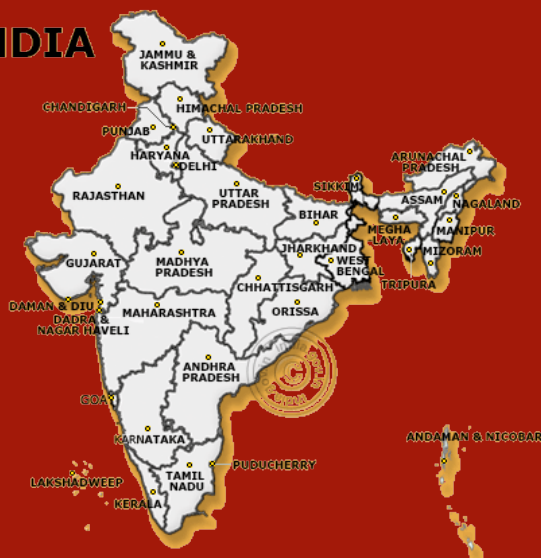 NDIA
JAMMU &
KASHMIR
CHANDIGARH
HIMACHAL PRADESH
PUNJAB
UTTARAKHAND
HARYANA
DELHI
ARUNACHAL
PRADESH
RAJASTHAN
UTTAR
PRADESH
SIKKIM
ASSAM
NAGALAND
BIHAR
MEGHA
LAYA
MANIPUR
GUJARAT
MADHYA
PRADESH
JHARKHAND
WEST
BENGAL
MIZORAM
TRIPURA
CHHATTISGARH
DAMAN & DIU
DADRA &
NAGAR HAVELI
MAHARASHTRA
ORISSA
ANDHRA
PRADESH
GOA
KARNATAKA
ANDAMAN & NICOBAR
PUDUCHERRY
LAKSHADWEEP
TAMIL
NADU
KERALA